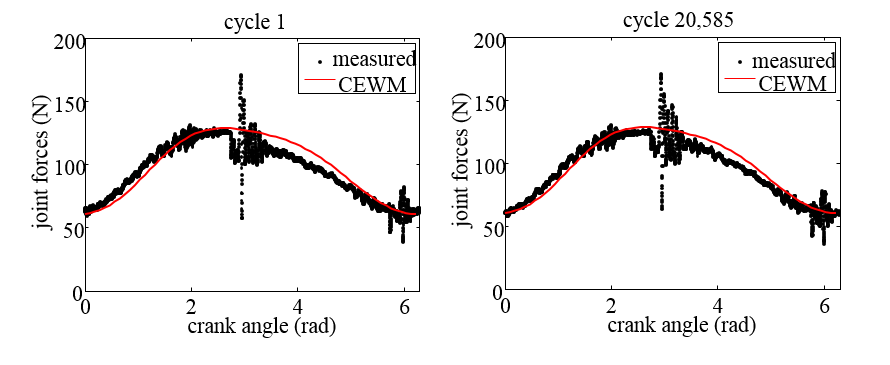 cycle 1
200
150
100
50
0
joint forces (N)
measured
CEWM
0
2
4
6
crank angle (rad)
cycle 20,585
200
150
100
50
0
joint forces (N)
measured
CEWM
0
2
4
6
crank angle (rad)